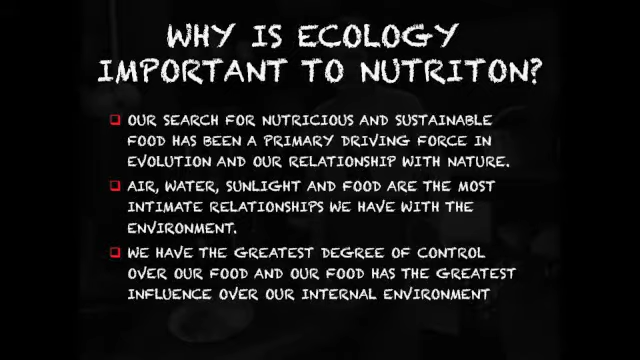 WHY IS ECOLOGY
IMPORTANT TO NUTRITON?
OUR SEARCH FOR NUTRICIOUS AND SUSTAINABLE
FOOD HAS BEEN A PRIMARY DRIVING FORCE IN
EVOLUTION AND OUR RELATIONSHIP WITH NATURE.
AIR, WATER, SUNLIGHT AND FOOD ARE THE MOST
INTIMATE RELATIONSHIPS WE HAVE WITH THE
ENVIRONMENT.
WE HAVE THE GREATEST DEGREE OF CONTROL
OVER OUR FOOD AND OUR FOOD HAS THE GREATEST
INFLUENCE OVER OUR INTERNAL ENVIRONMENT